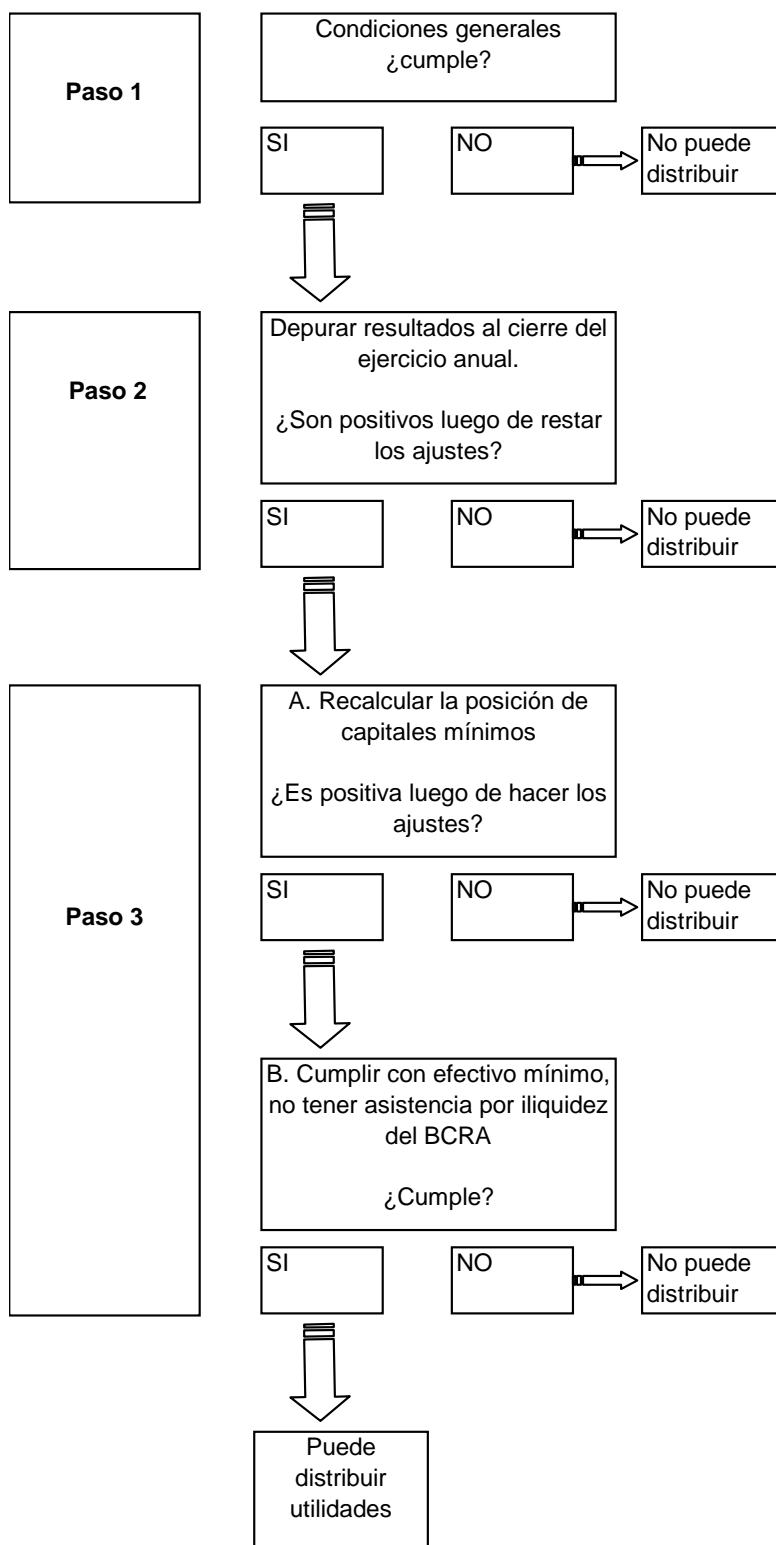 Paso 1
Condiciones generales
¿cumple?
SI
NO
No puede
distribuir
Paso 2
Depurar resultados al cierre del
ejercicio anual.
¿Son positivos luego de restar
los ajustes?
SI
NO
No puede
distribuir
Paso 3
A. Recalcular la posición de
capitales mínimos
¿Es positiva luego de hacer los
ajustes?
SI
NO
No puede
distribuir
B. Cumplir con efectivo mínimo,
no tener asistencia por iliquidez
del BCRA
¿Cumple?
SI
NO
No puede
distribuir
Puede
distribuir
utilidades